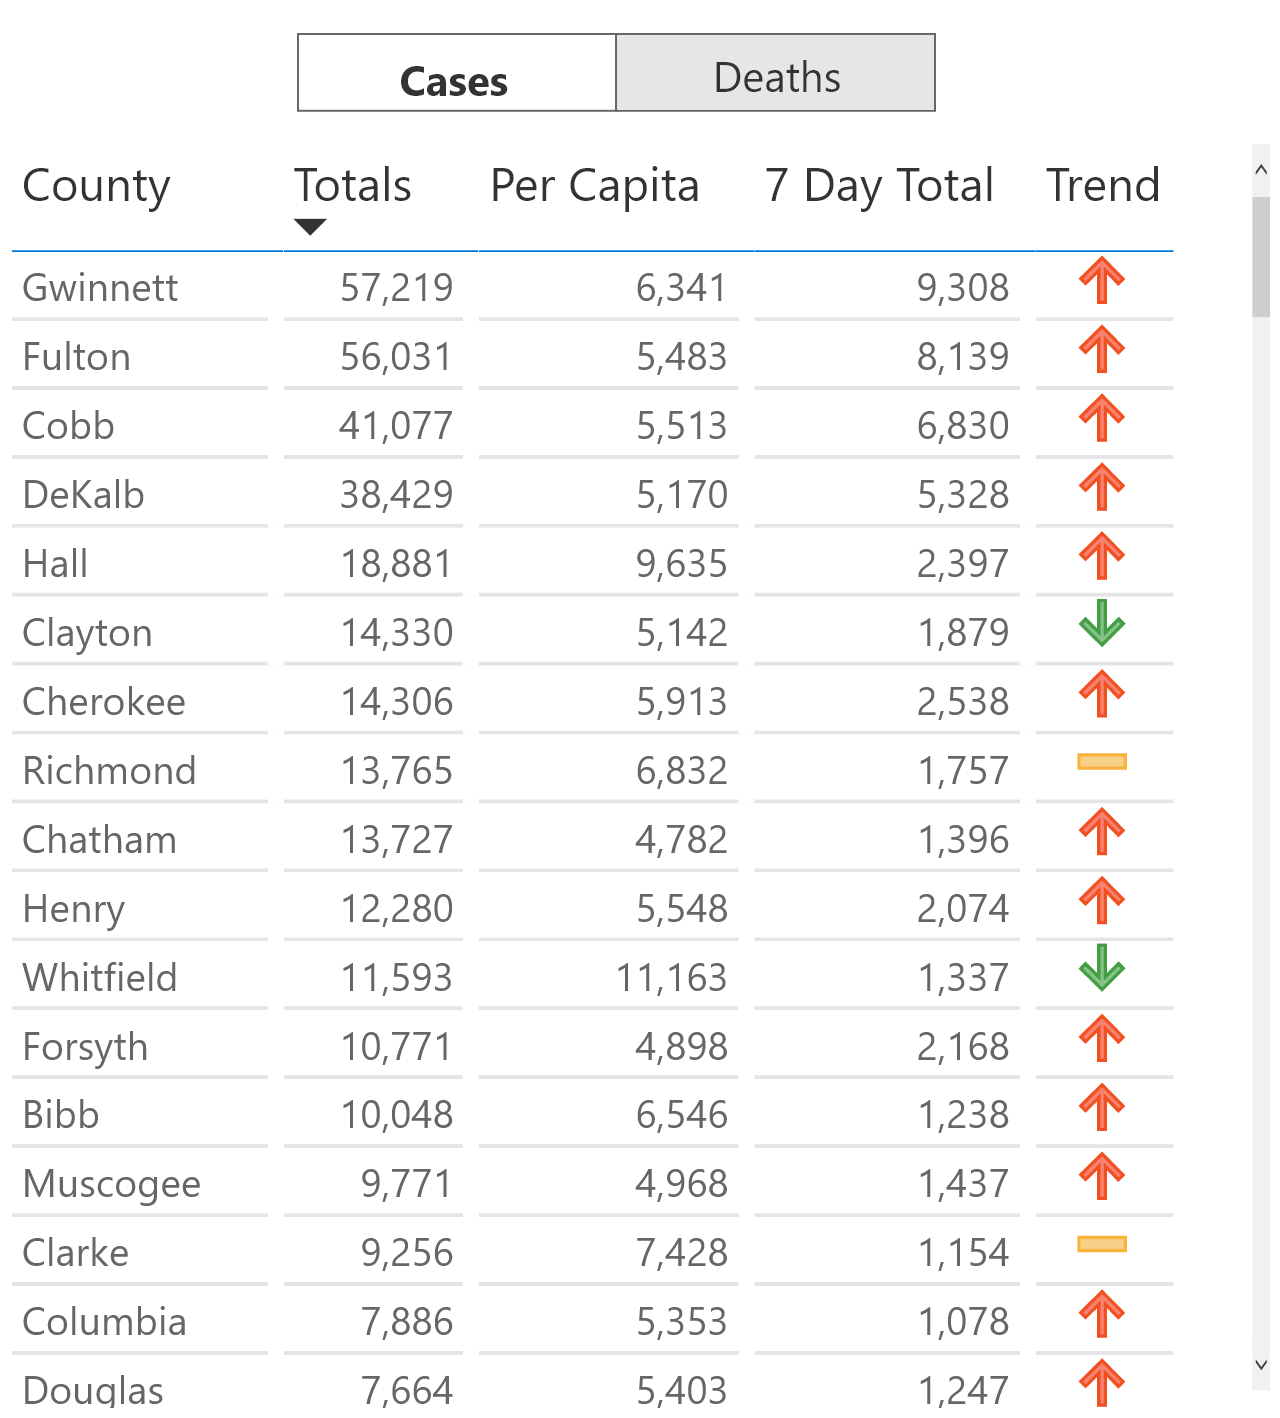 Cases Deaths
County Totals Per Capita 7 Day Total Trend
Gwinnett 57,219 6,341 9,308
Fulton 56,031 5,483 8,139
Cobb 41,077 5,513 6,830
DeKalb 38,429 5,170 5,328
Hall 18,881 9,635 2,397
Clayton 14,330 5,142 1,879
Cherokee 14,306 5,913 2,538
Richmond 13,765 6,832 1,757
Chatham 13,727 4,782 1,396
Henry 12,280 5,548 2,074
Whitfield 11,593 11,163 1,337
Forsyth 10,771 4,898 2,168
Bibb 10,048 6,546 1,238
Muscogee 9,771 4,968 1,437
Clarke 9,256 7,428 1,154
Columbia 7,886 5,353 1,078
Douglas 7,664 5,403 1,247